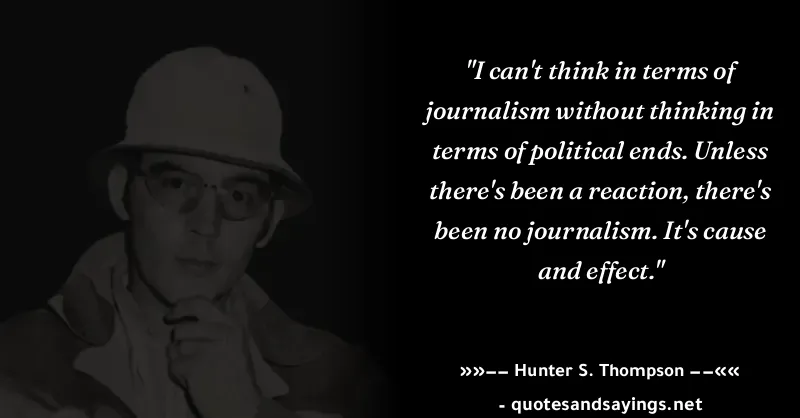 "I can't think in terms of
journalism without thinking in
terms of political ends. Unless
there's been a reaction, there's
been no journalism. It's cause
and effect."
»»−− Hunter S. Thompson −−««
- quotesandsayings.net